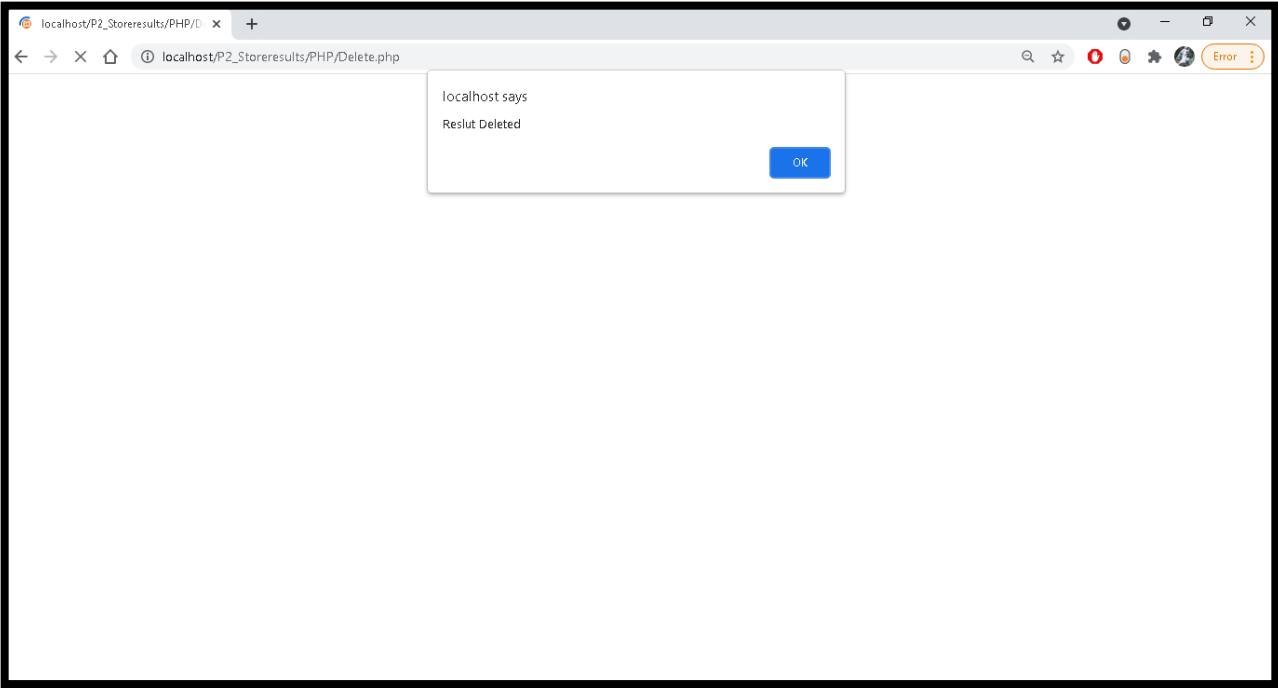 localhost/P2_Storeresults/PHP/D
localhost/P2_Storeresults/PHP/Delete.php
Error
localhost says
Reslut Deleted
OK